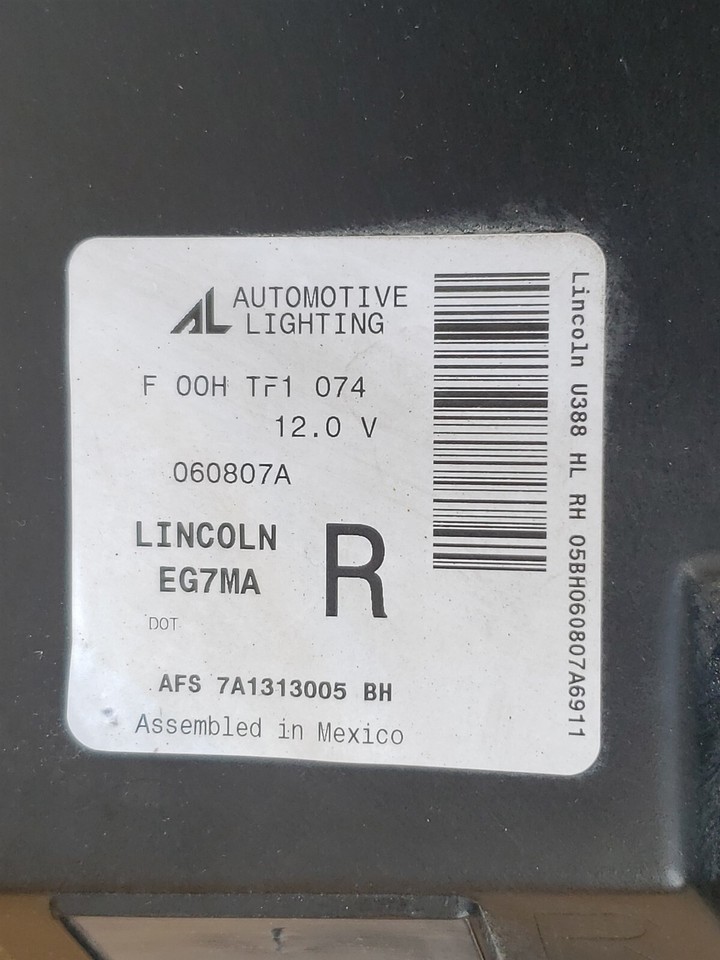 AL AUTOMOTIVE
LIGHTING
F 00H TF1 074
12.0 V
060807A
LINCOLN
EG7MA
R
DOT
AFS 7A1313005 BH
Assembled in Mexico
Lincoln U388 HL RH 05BH060807A6911